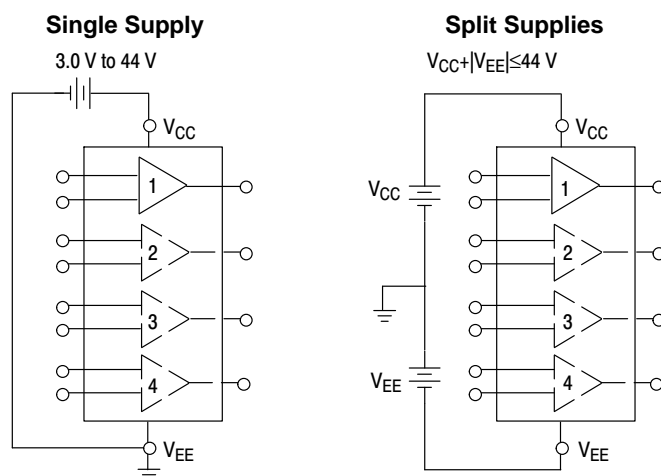 Single Supply
3.0 V to 44 V
VCC
1
2
3
4
VEE
Split Supplies
VCC+|VEE|≤44 V
VCC
VCC
1
2
3
4
VEE
VEE